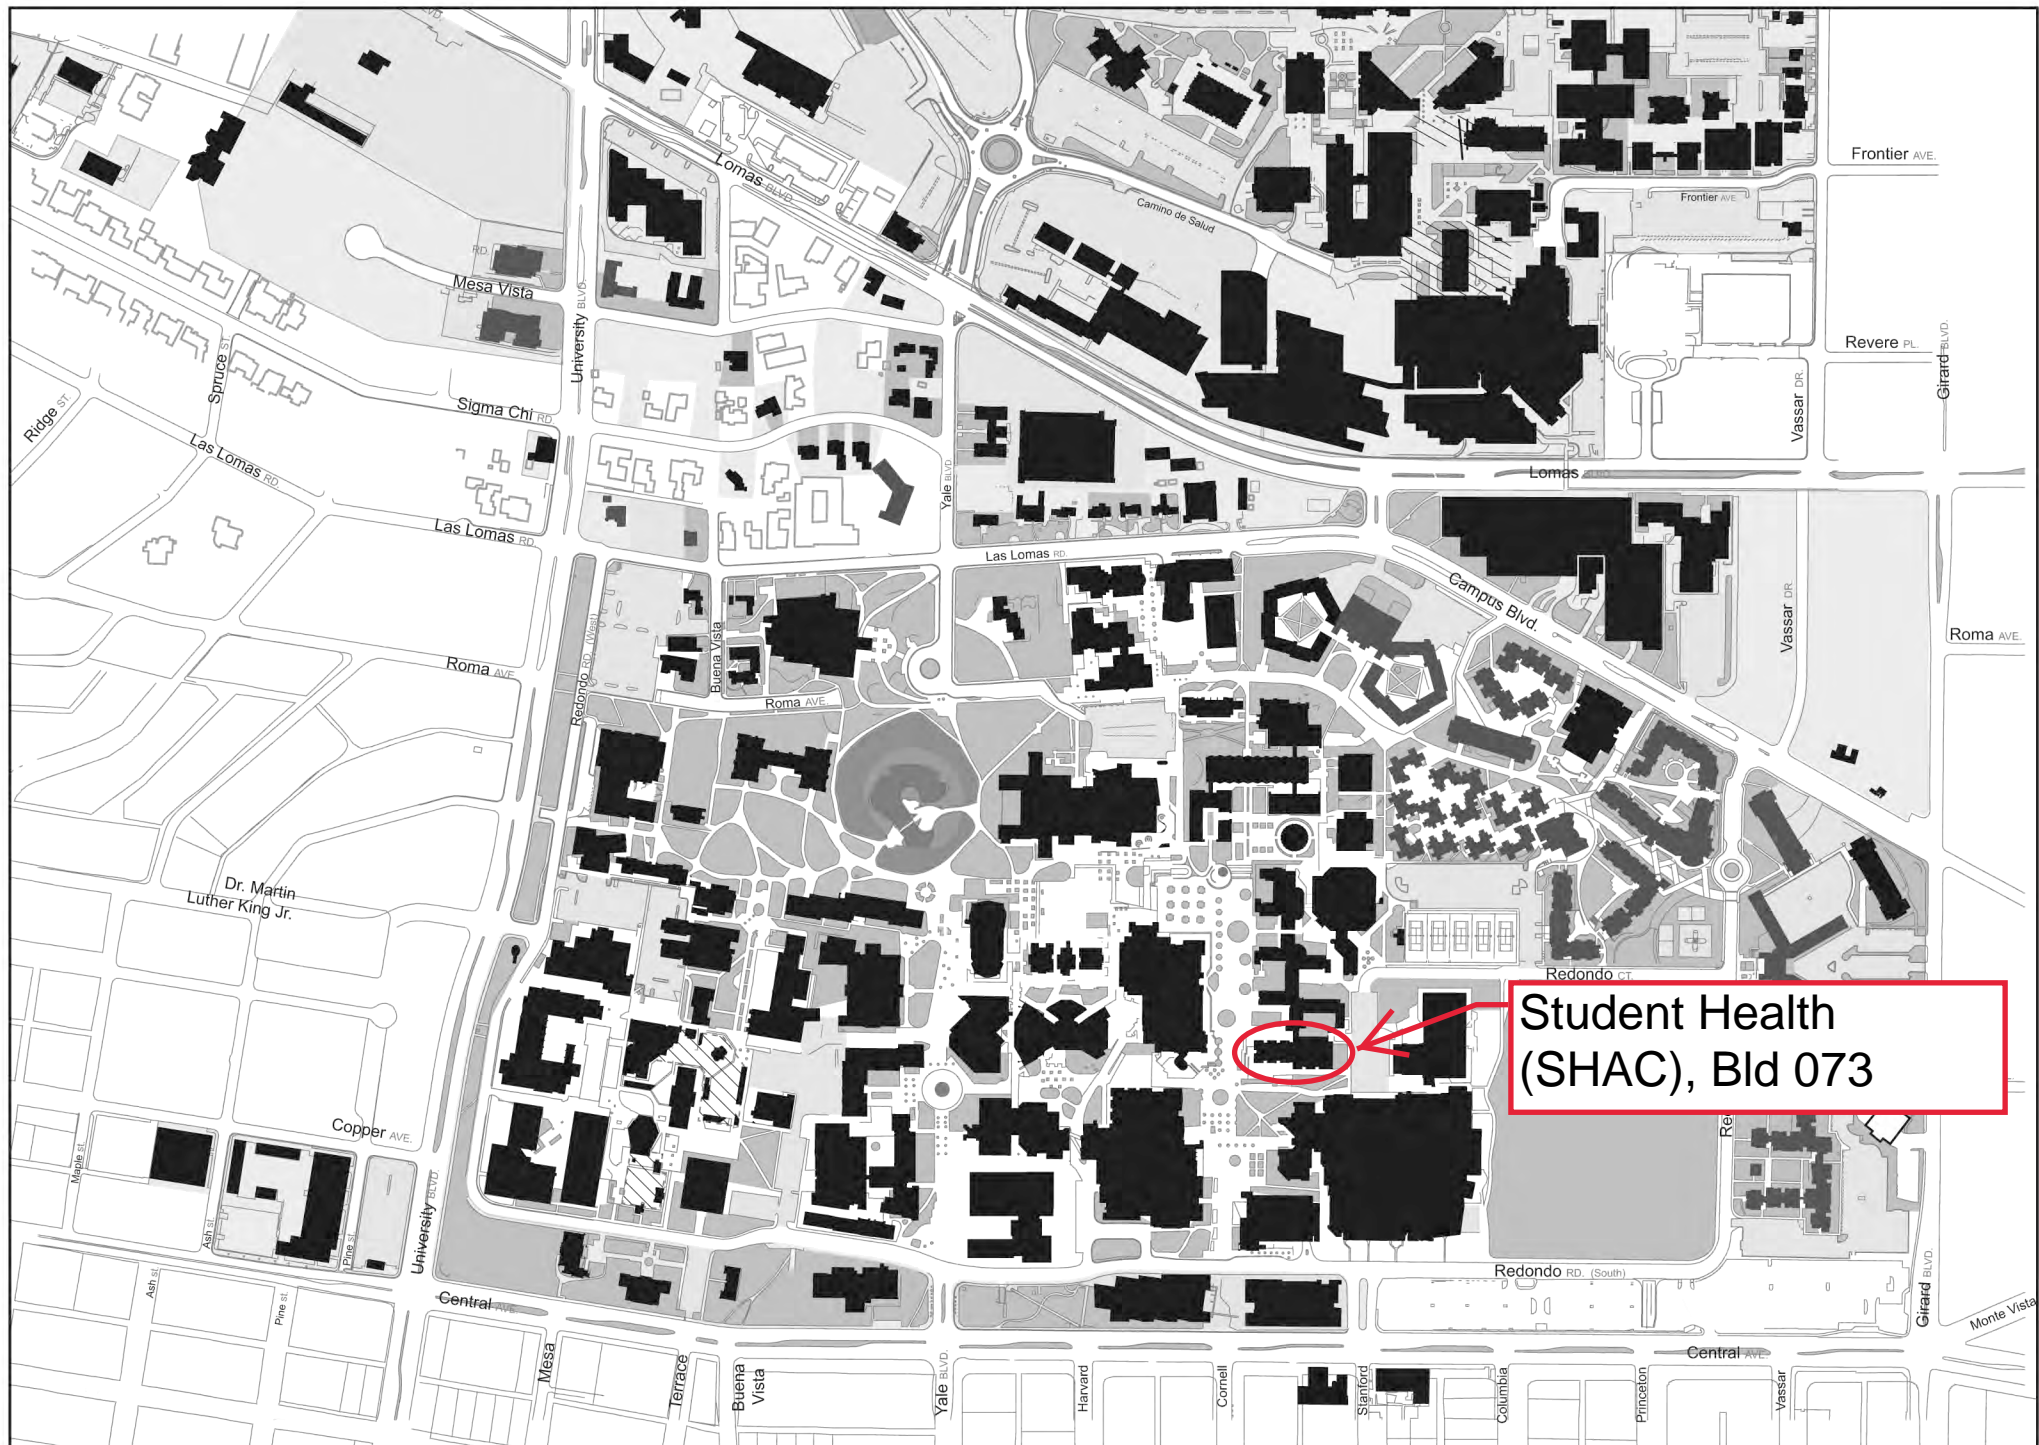 BLVD.
Lomas BLVD.
Frontier AVE.
Frontier AVE.
Camino de Salud
RD.
Mesa Vista
University BLVD.
Revere PL.
Girard BLVD.
Vassar DR.
Spruce ST.
Ridge ST.
Sigma Chi RD.
Las Lomas RD.
Yale BLVD.
Lomas BLVD.
Las Lomas RD.
Las Lomas RD.
Campus Blvd.
Vassar DR.
Roma AVE.
Roma AVE.
Redondo RD. (West)
Buena Vista
Roma AVE.
Dr. Martin
Luther King Jr.
Redondo CT.
Student Health
(SHAC), Bld 073
Copper AVE.
Maple st.
Ash st.
Pine st.
University BLVD.
Redondo RD. (South)
Girard BLVD.
Monte Vista
Ash st.
Pine st.
Central AVE.
Central AVE.
Mesa
Terrace
Buena
Vista
Yale BLVD.
Harvard
Cornell
Stanford
Columbia
Princeton
Vassar